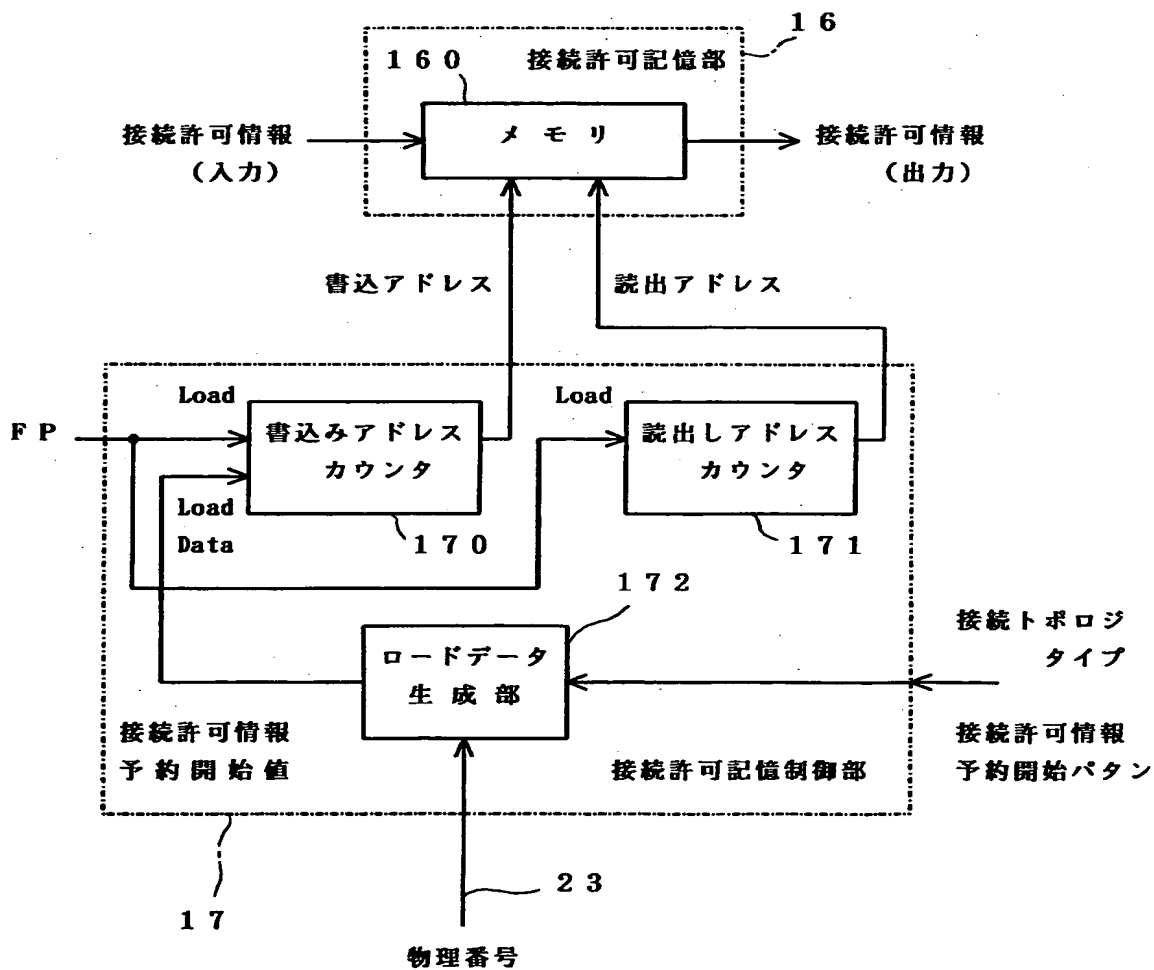 １６
１６０
接続許可記憶部
接続許可情報
（入力）
メモリ
接続許可情報
（出力）
書込アドレス
読出アドレス
Load
Load
ＦＰ
書込みアドレス
カウンタ
読出しアドレス
カウンタ
Load
Data
１７０
１７１
１７２
ロードデータ
生成部
接続トポロジ
タイプ
接続許可情報
予約開始値
接続許可記憶制御部
接続許可情報
予約開始パタン
１７
２３
物理番号